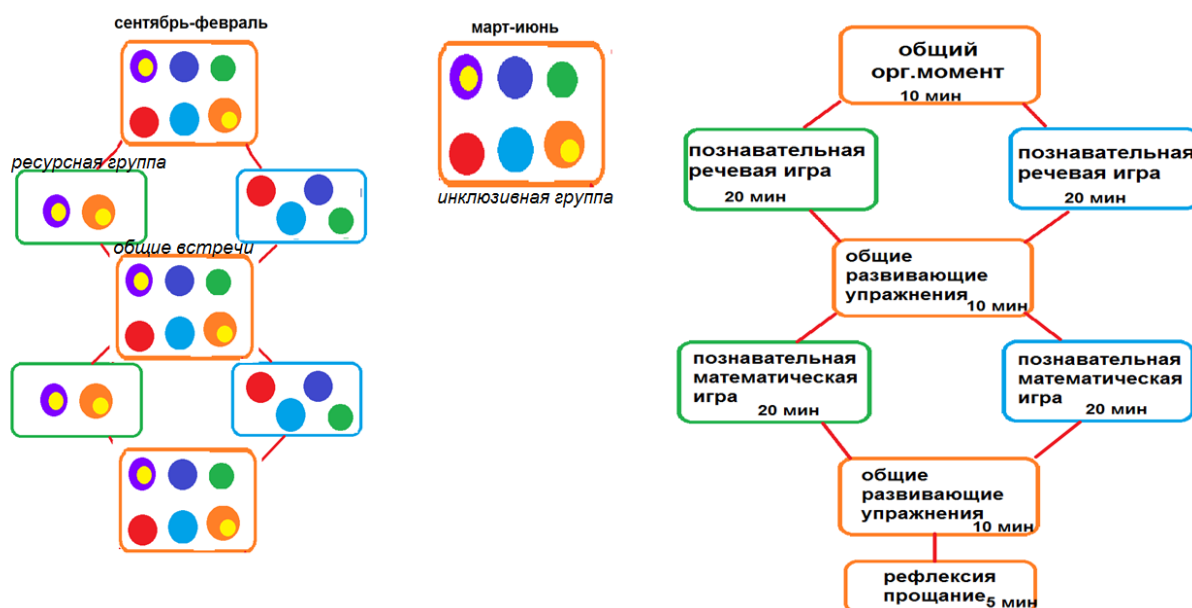 сентябрь-февраль
ресурсная группа
общие встречи
март-июнь
инклюзивная группа
общий
орг.момент
10 мин
познавательная
речевая игра
20 мин
познавательная
речевая игра
20 мин
общие
развивающие
упражнения 10 мин
познавательная
математическая
игра
20 мин
познавательная
математическая
игра
20 мин
общие
развивающие
упражнения
10 мин
рефлексия
прощание 5 мин